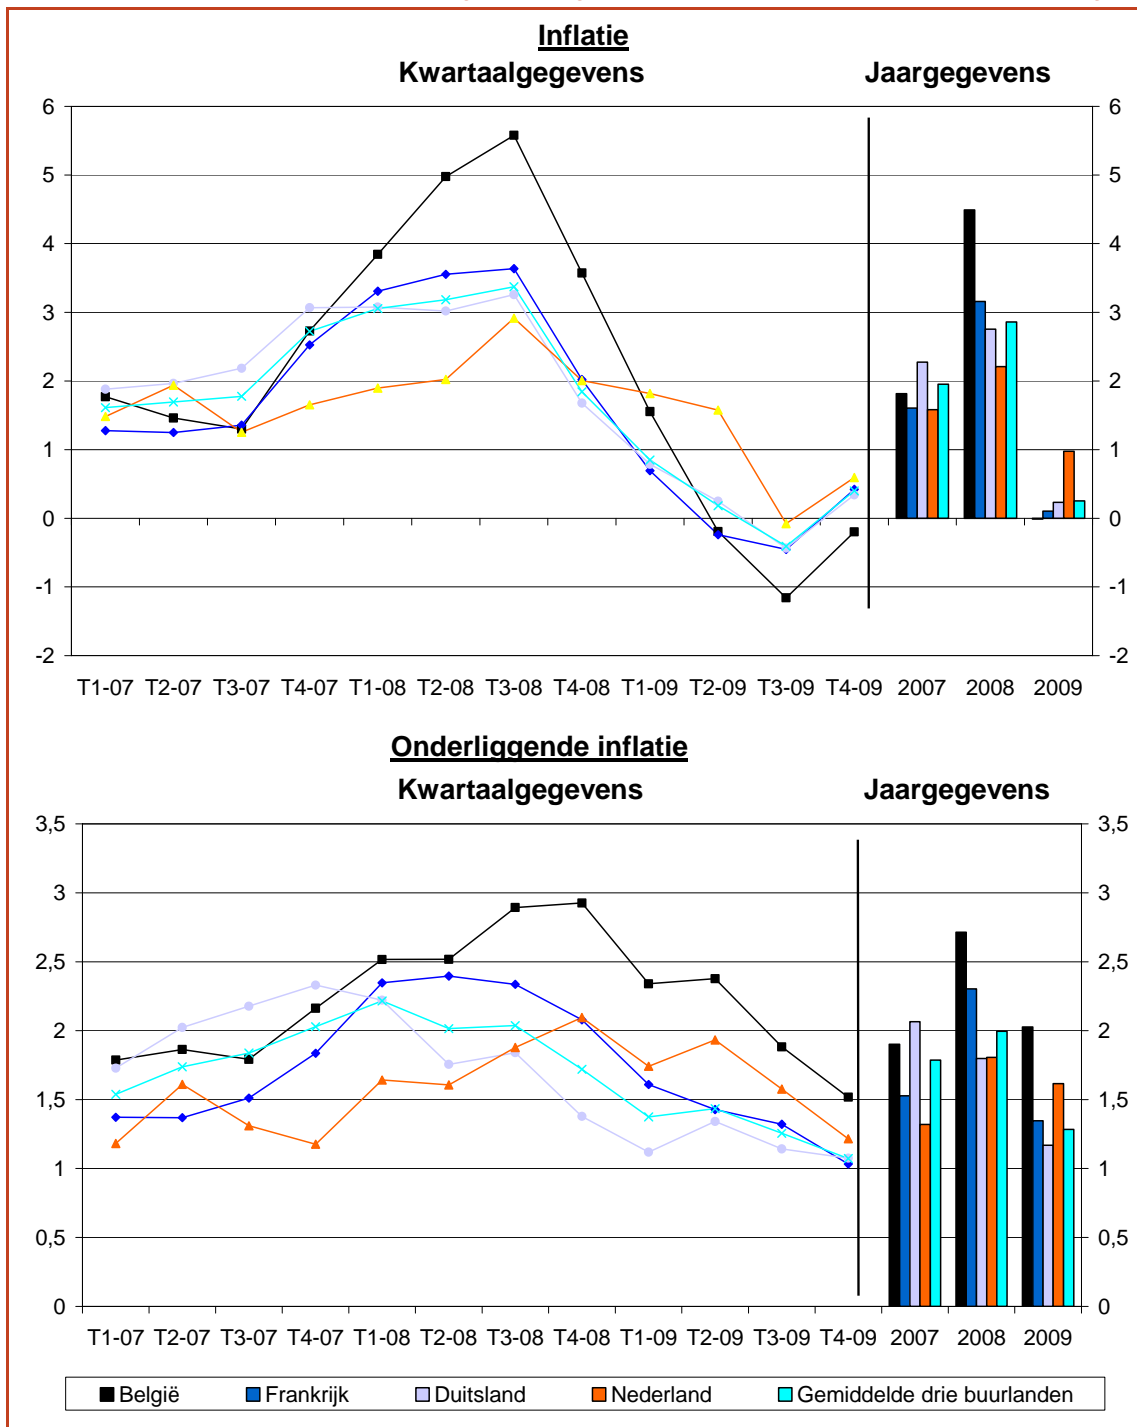 Inflatie
Kwartaalgegevens Jaargegevens
6 6
5 5
4 4
3 3
2 2
1 1
0 0
-1 -1
-2 -2
T1-07 T2-07 T3-07 T4-07 T1-08 T2-08 T3-08 T4-08 T1-09 T2-09 T3-09 T4-09 2007 2008 2009
Onderliggende inflatie
Kwartaalgegevens Jaargegevens
3,5 3,5
3 3
2,5 2,5
2 2
1,5 1,5
1 1
0,5 0,5
0 0
T1-07 T2-07 T3-07 T4-07 T1-08 T2-08 T3-08 T4-08 T1-09 T2-09 T3-09 T4-09 2007 2008 2009
België Frankrijk Duitsland Nederland Gemiddelde drie buurlanden